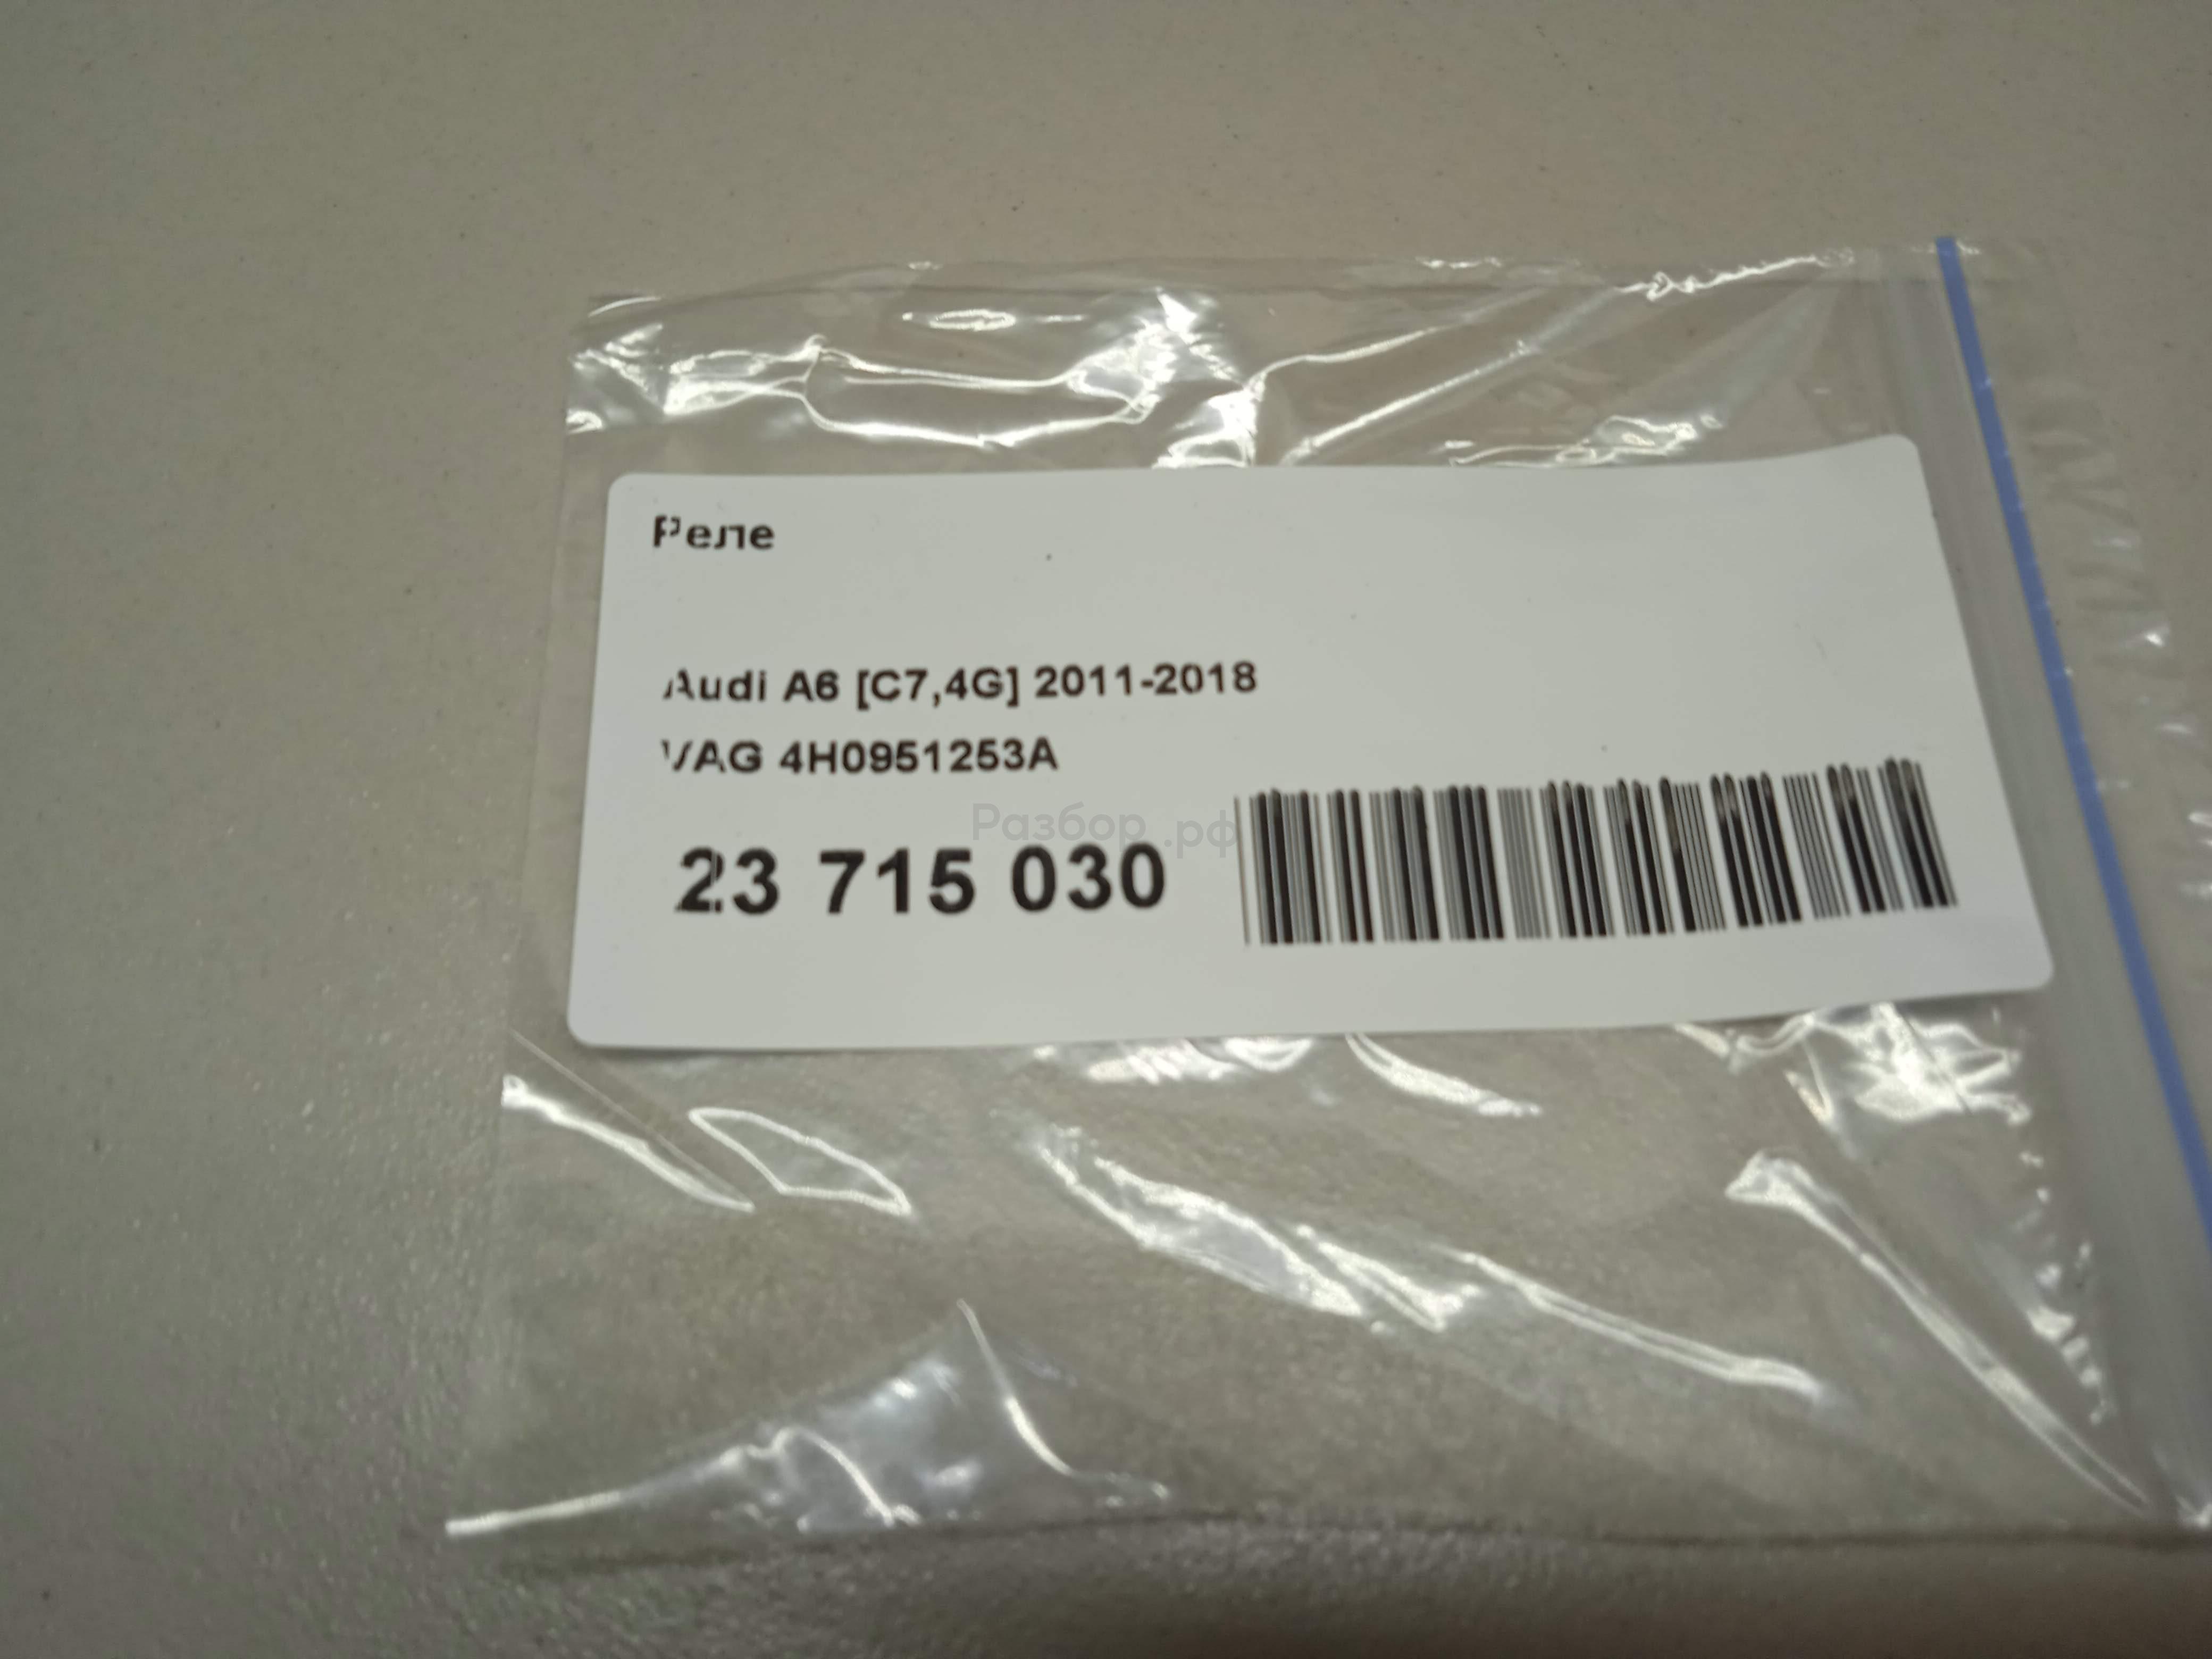 Реле
Audi A6 [C7,4G] 2011-2018
VAG 4H0951253A
Разбор.рф
23 715 030